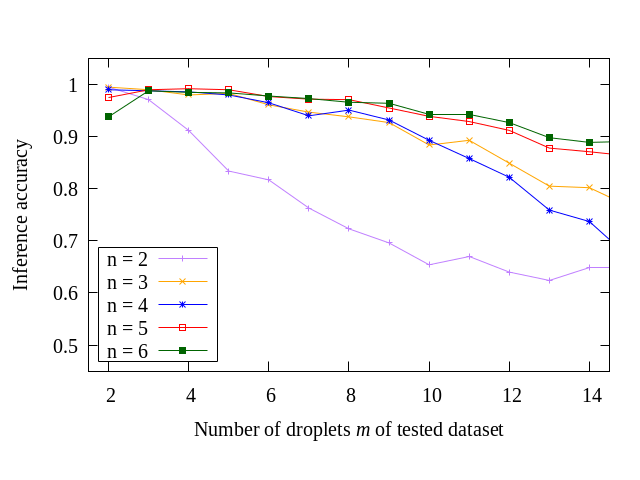 1
0.9
0.8
0.7
0.6
0.5
Inference accuracy
n = 2
n = 3
n = 4
n = 5
n = 6
2 4 6 8 10 12 14
Number of droplets m of tested dataset